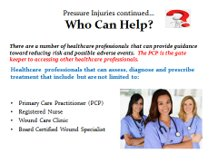 Pressure Injuries continued...
Who Can Help?
There are a number of healthcare professionals that can provide guidance
toward reducing risk and possible adverse events. The PCP is the gate
keeper to accessing other healthcare professionals.
Healthcare professionals that can assess, diagnose and prescribe
treatment that include but are not limited to:
• Primary Care Practitioner (PCP)
• Registered Nurse
• Wound Care Clinic
• Board Certified Wound Specialist